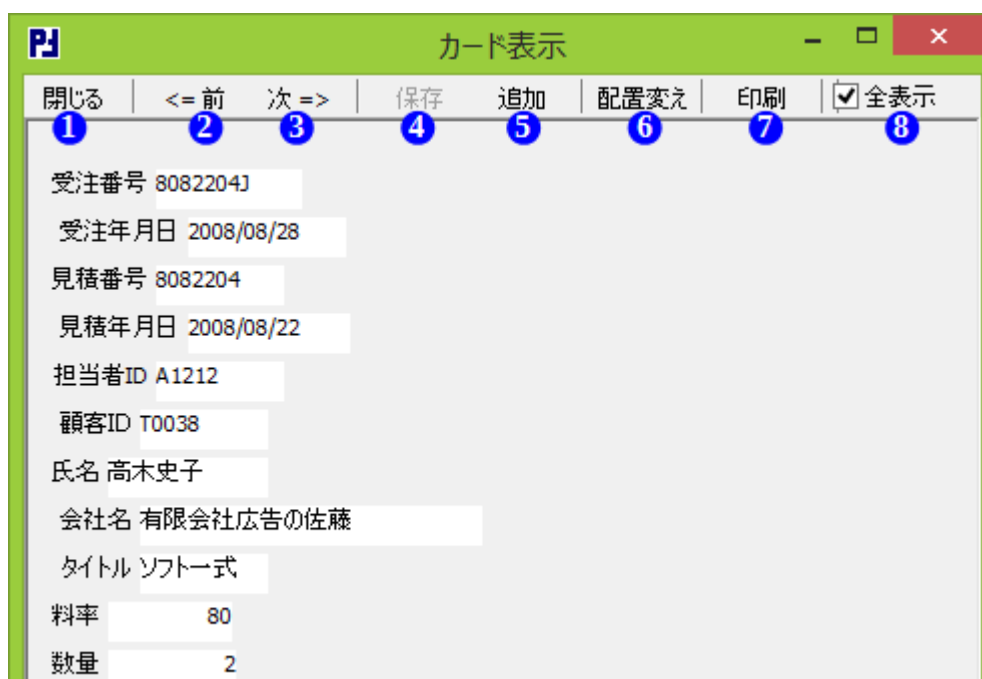 カード表示
閉じる <= 前 次 => 保存 追加 配置変え 印刷 全表示
1 2 3 4 5 6 7 8
受注番号 8082204J
受注年月日 2008/08/28
見積番号 8082204
見積年月日 2008/08/22
担当者ID A1212
顧客ID T0038
氏名 高木史子
会社名 有限会社広告の佐藤
タイトル ソフト一式
料率 80
数量 2